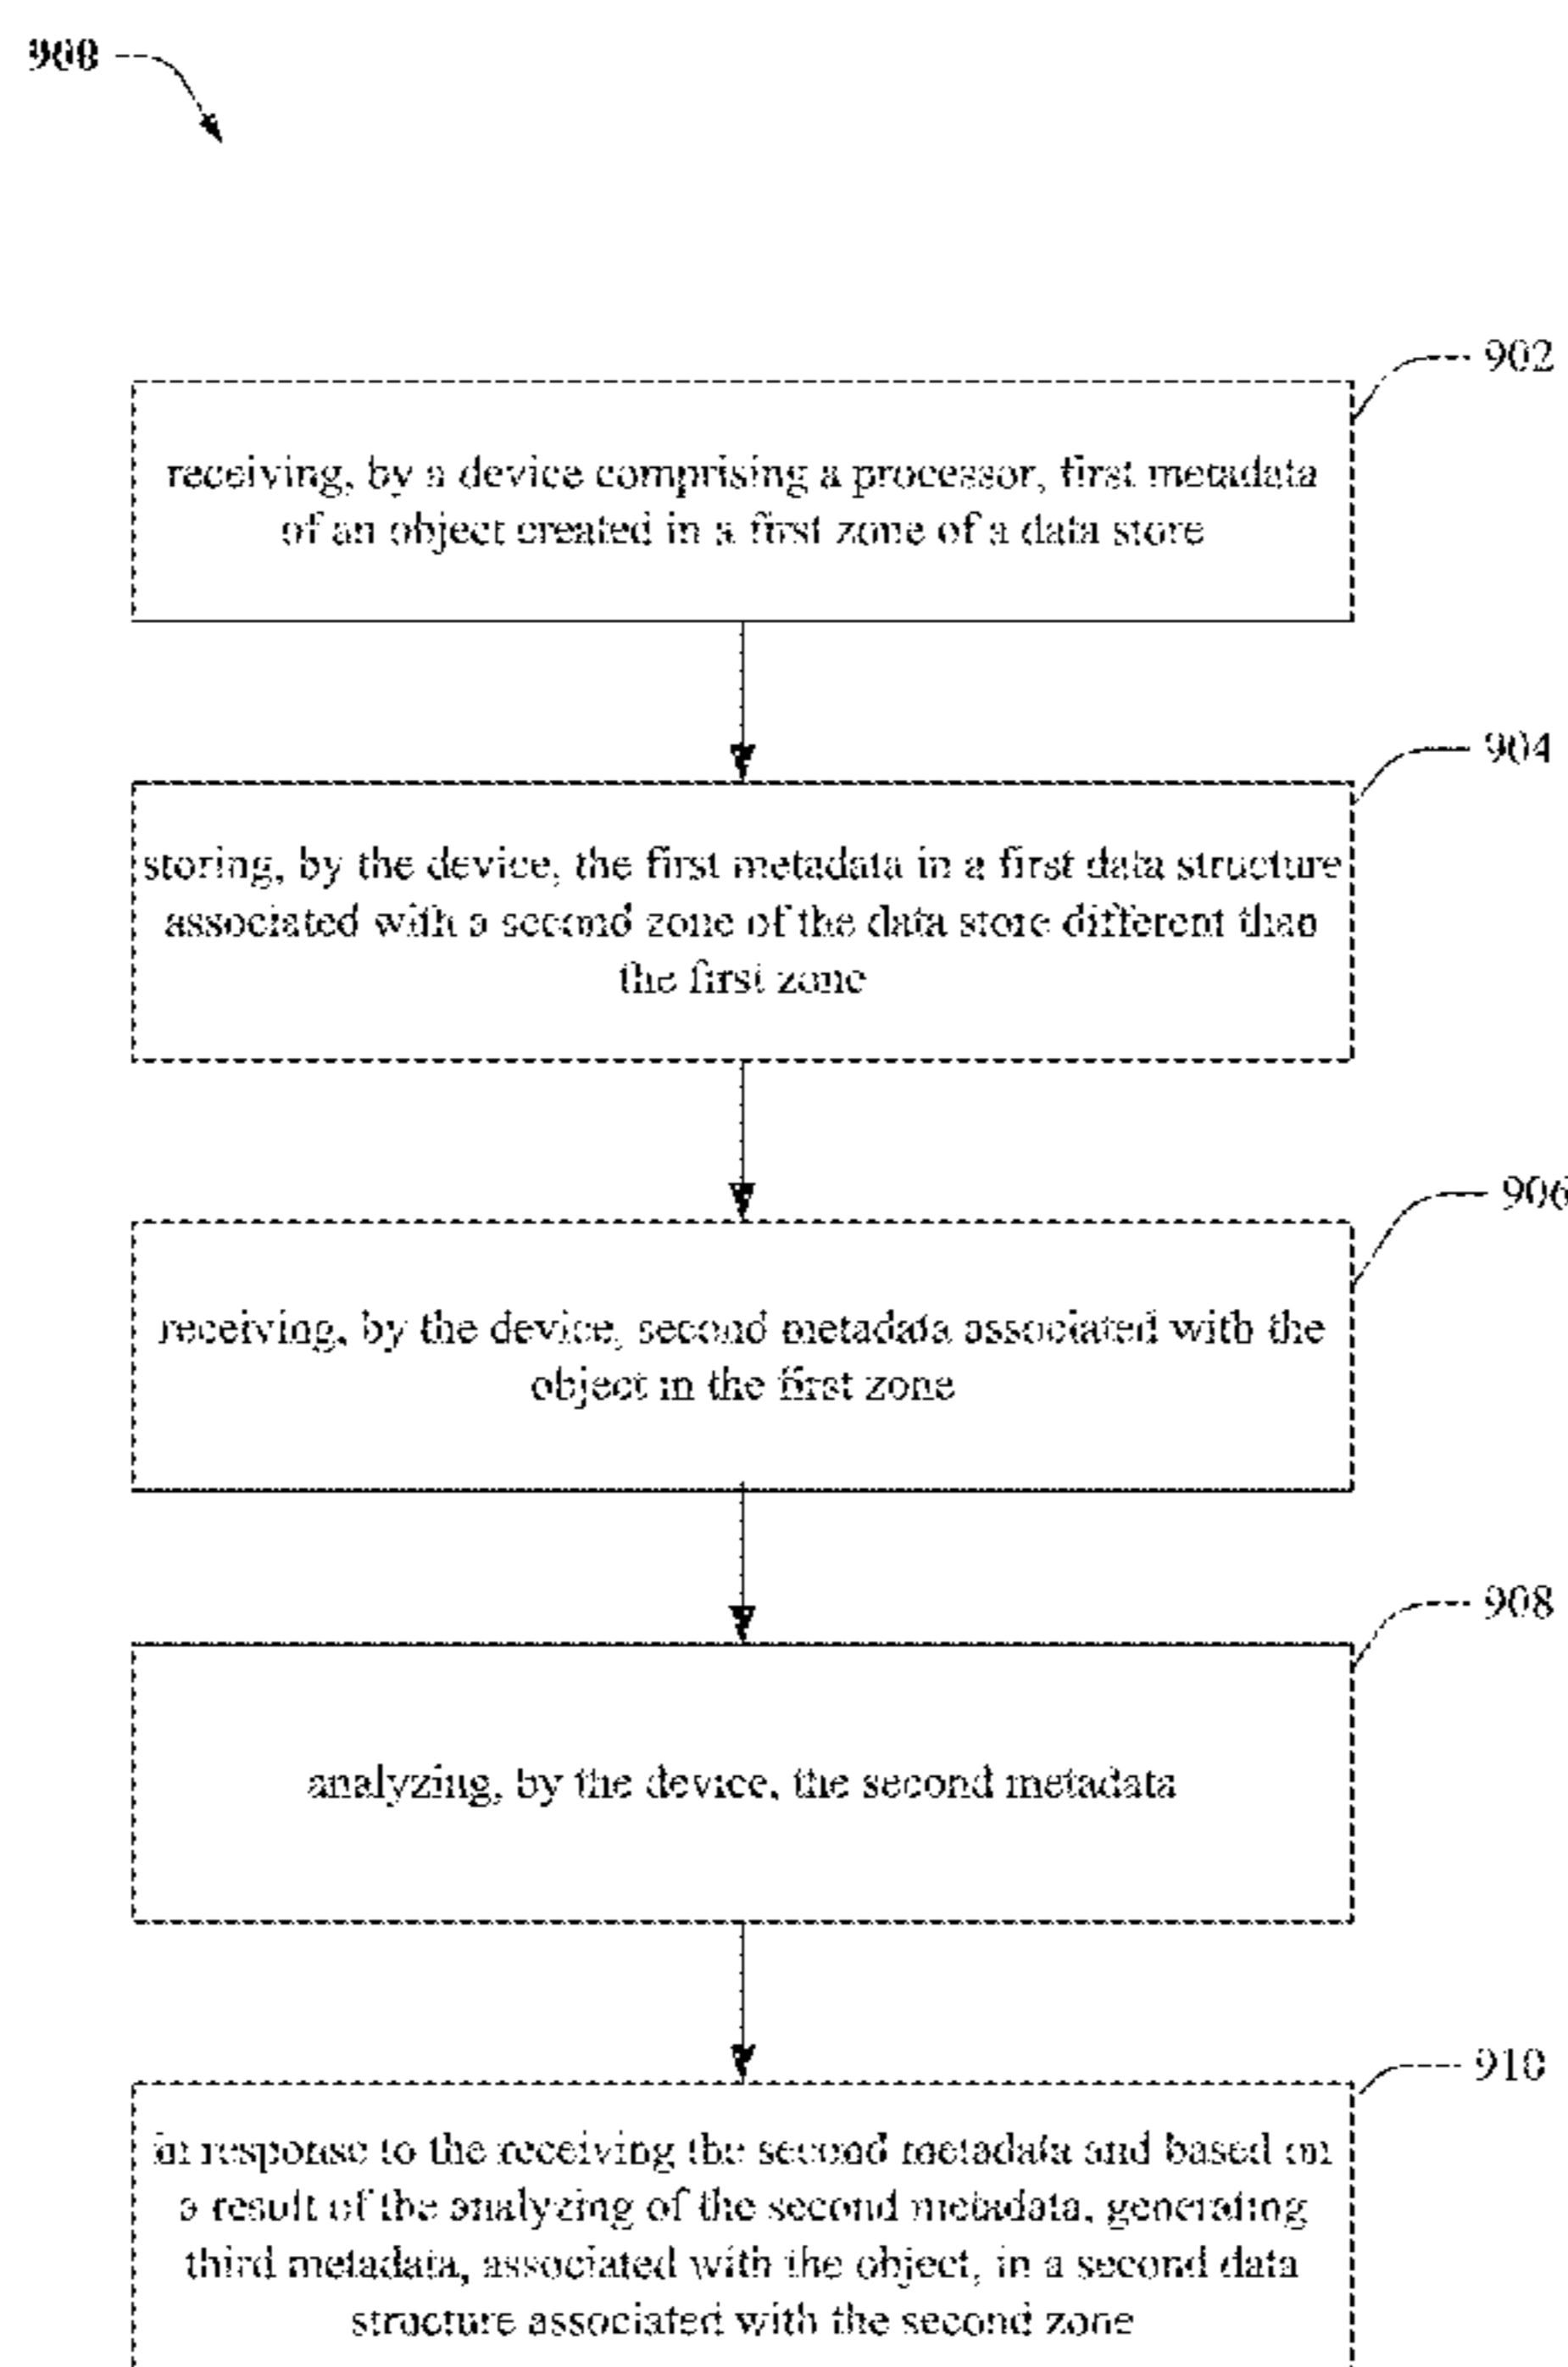 900
902
receiving, by a device comprising a processor, first metadata
of an object created in a first zone of a data store
904
storing, by the device, the first metadata in a first data structure
associated with a second zone of the data store different than
the first zone
906
receiving, by the device, second metadata associated with the
object in the first zone
908
analyzing, by the device, the second metadata
910
in response to the receiving the second metadata and based on
a result of the analyzing of the second metadata, generating
third metadata, associated with the object, in a second data
structure associated with the second zone